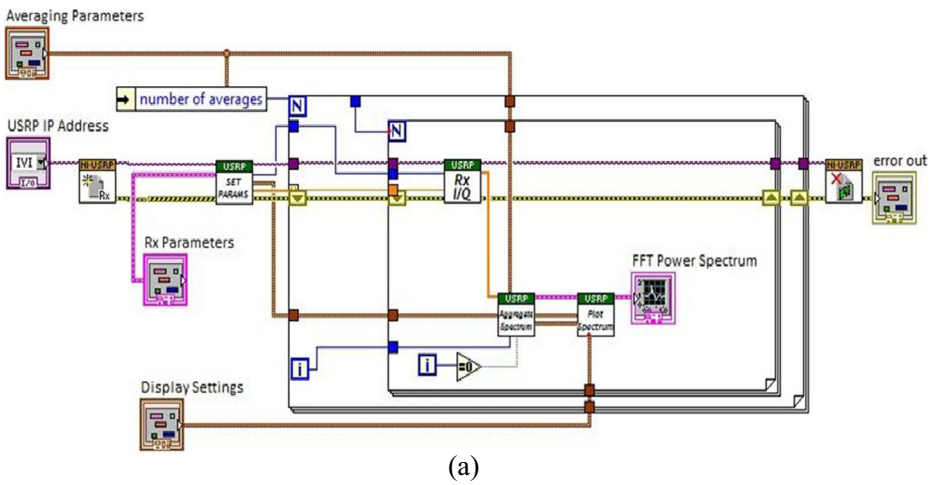 Averaging Parameters
number of averages
N
USRP IP Address
N
IVI
I/O
NI-USRP
Rx
USRP
SET
PARAMS
USRP
Rx
I/Q
NI-USRP
error out
Rx Parameters
FFT Power Spectrum
USRP
Aggregate
Spectrum
USRP
Plot
Spectrum
i
i
=0
Display Settings
(a)